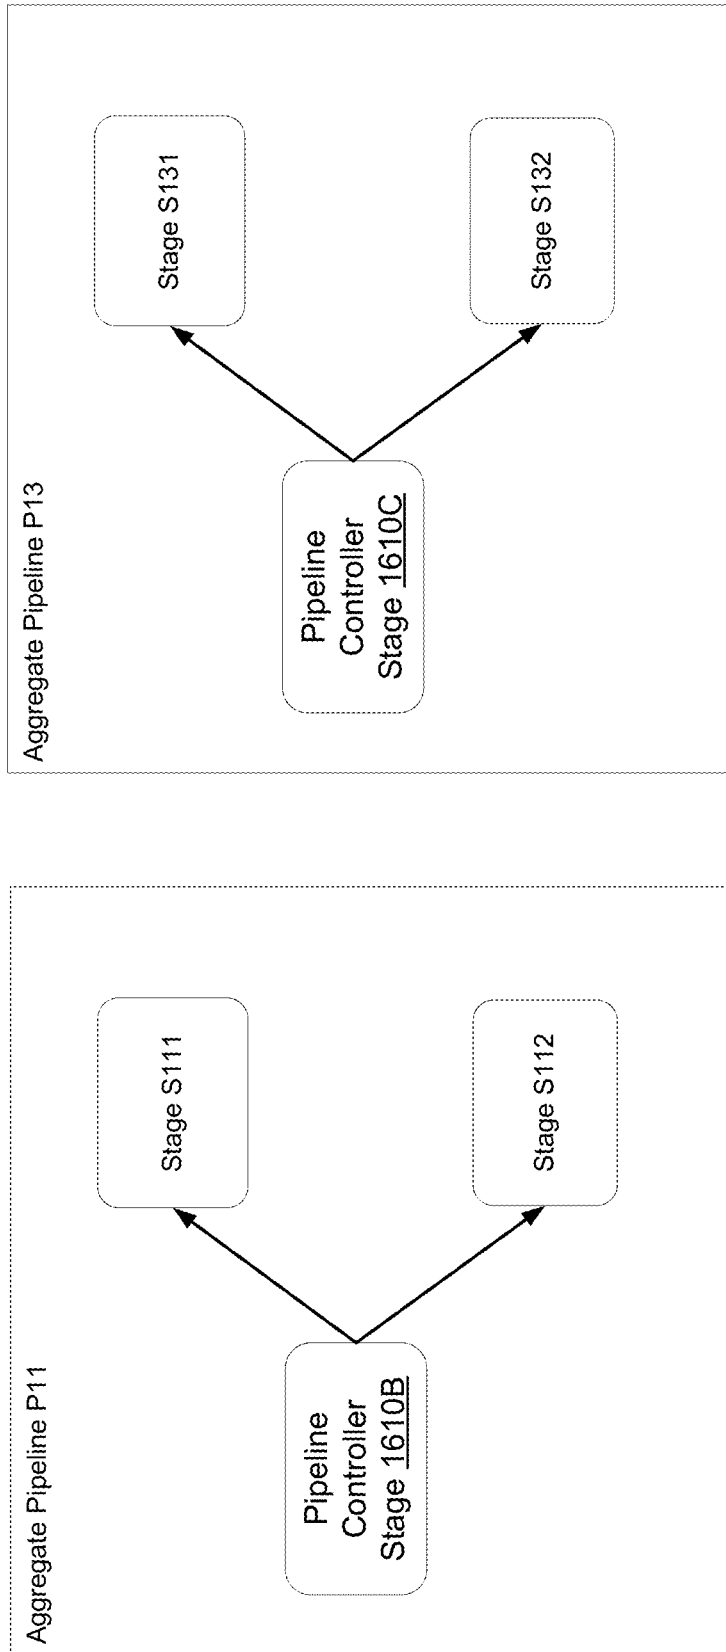 Aggregate Pipeline P11
Pipeline
Controller
Stage 1610B
Stage S111
Stage S112
Aggregate Pipeline P13
Pipeline
Controller
Stage 1610C
Stage S131
Stage S132